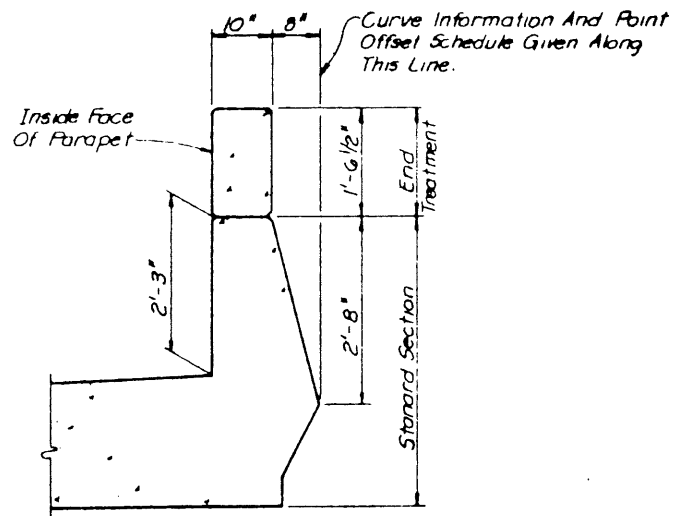 10" 8"
Curve Information And Point
Offset Schedule Given Along
This Line.
Inside Face
Of Parapet
1'-6 1/2"
End
Treatment
2'-3"
2'-8"
Stanard Section